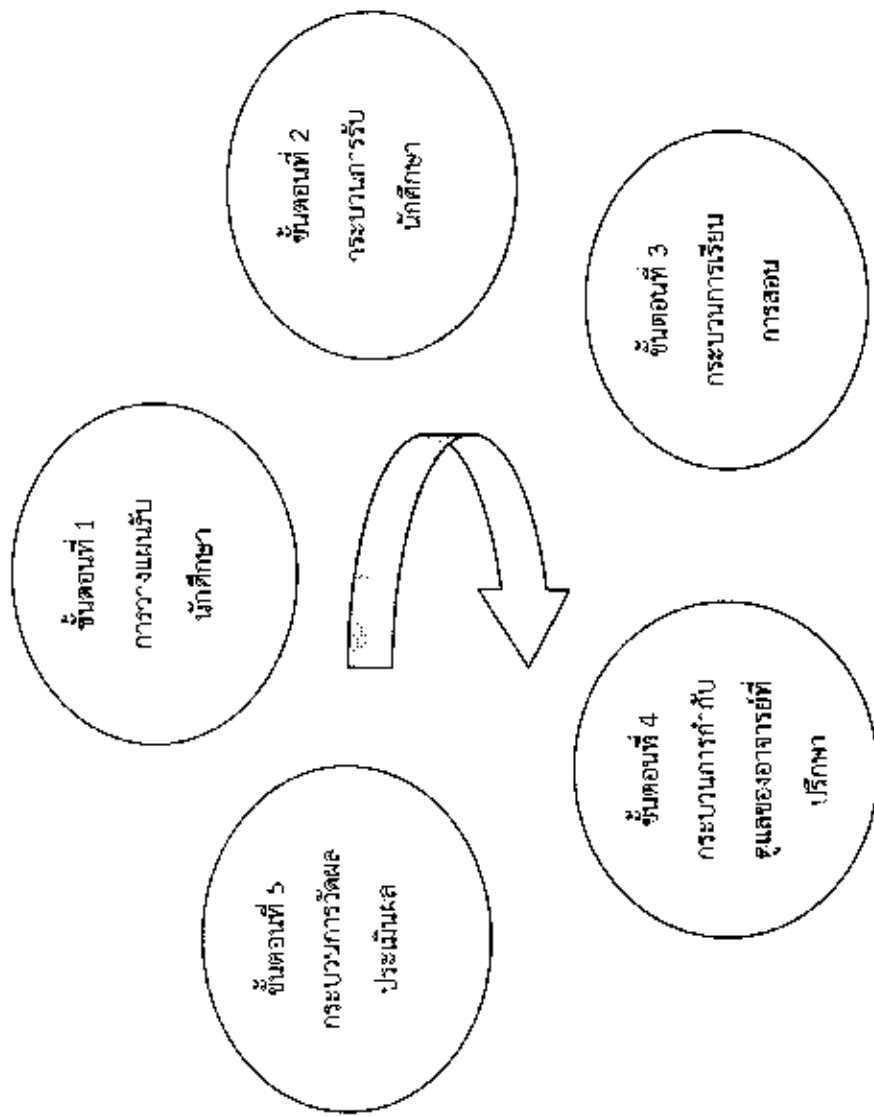 ขั้นตอนที่ 1
การวางแผนรับ
นักศึกษา
ขั้นตอนที่ 2
กระบวนการรับ
นักศึกษา
ขั้นตอนที่ 3
กระบวนการเรียน
การสอน
ขั้นตอนที่ 4
กระบวนการกำกับ
ดูแลของอาจารย์ที่
ปรึกษา
ขั้นตอนที่ 5
กระบวนการวัดผล
ประเมินผล